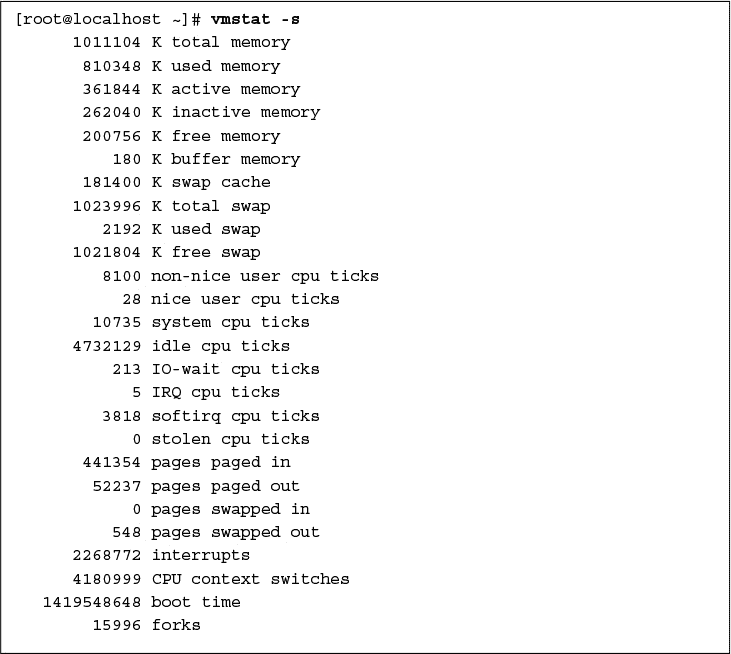 [root@localhost ~]# vmstat -s
1011104 K total memory
810348 K used memory
361844 K active memory
262040 K inactive memory
200756 K free memory
180 K buffer memory
181400 K swap cache
1023996 K total swap
2192 K used swap
1021804 K free swap
8100 non-nice user cpu ticks
28 nice user cpu ticks
10735 system cpu ticks
4732129 idle cpu ticks
213 IO-wait cpu ticks
5 IRQ cpu ticks
3818 softirq cpu ticks
0 stolen cpu ticks
441354 pages paged in
52237 pages paged out
0 pages swapped in
548 pages swapped out
2268772 interrupts
4180999 CPU context switches
1419548648 boot time
15996 forks